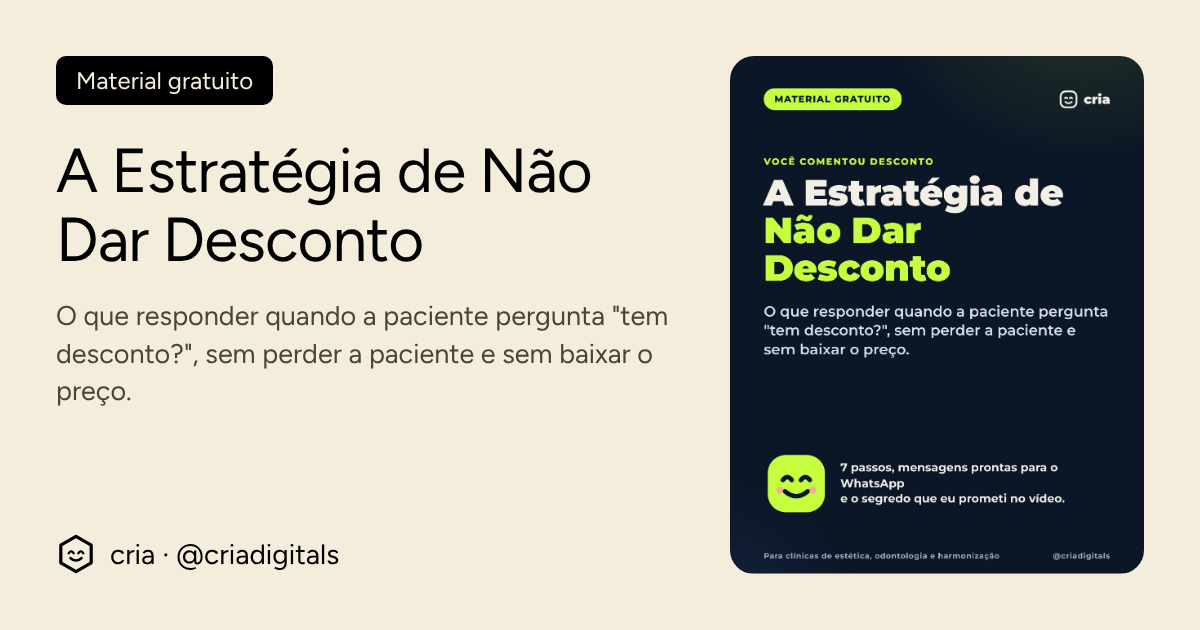 Material gratuito
A Estratégia de Não
Dar Desconto
O que responder quando a paciente pergunta "tem
desconto?", sem perder a paciente e sem baixar o
preço.
cria · @criadigitals
MATERIAL GRATUITO
cria
VOCÊ COMENTOU DESCONTO
A Estratégia de
Não Dar
Desconto
O que responder quando a paciente pergunta
"tem desconto?", sem perder a paciente e
sem baixar o preço.
7 passos, mensagens prontas para o
WhatsApp
e o segredo que eu prometi no vídeo.
Para clínicas de estética, odontologia e harmonização
@criadigitals